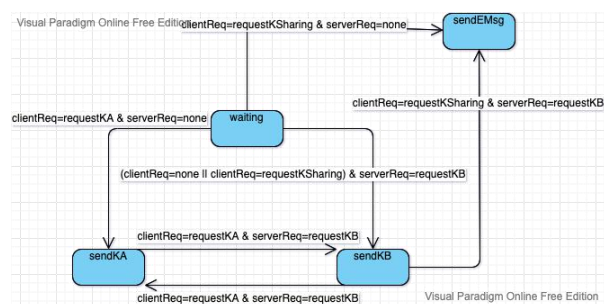 Visual Paradigm Online Free Edition
clientReq=requestKSharing & serverReq=none
sendEMsg
clientReq=requestKSharing & serverReq=requestKB
clientReq=requestKA & serverReq=none
waiting
(clientReq=none || clientReq=requestKSharing) & serverReq=requestKB
clientReq=requestKA & serverReq=requestKB
sendKA
sendKB
clientReq=requestKA & serverReq=requestKB
Visual Paradigm Online Free Edition